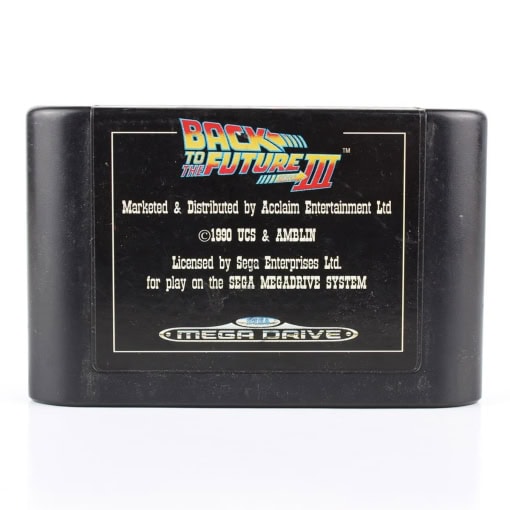 BACK
TO
THE FUTURE III ™
Marketed & Distributed by Acclaim Entertainment Ltd
©1990 UCS & AMBLIN
Licensed by Sega Enterprises Ltd.
for play on the SEGA MEGADRIVE SYSTEM
SEGA
MEGA DRIVE